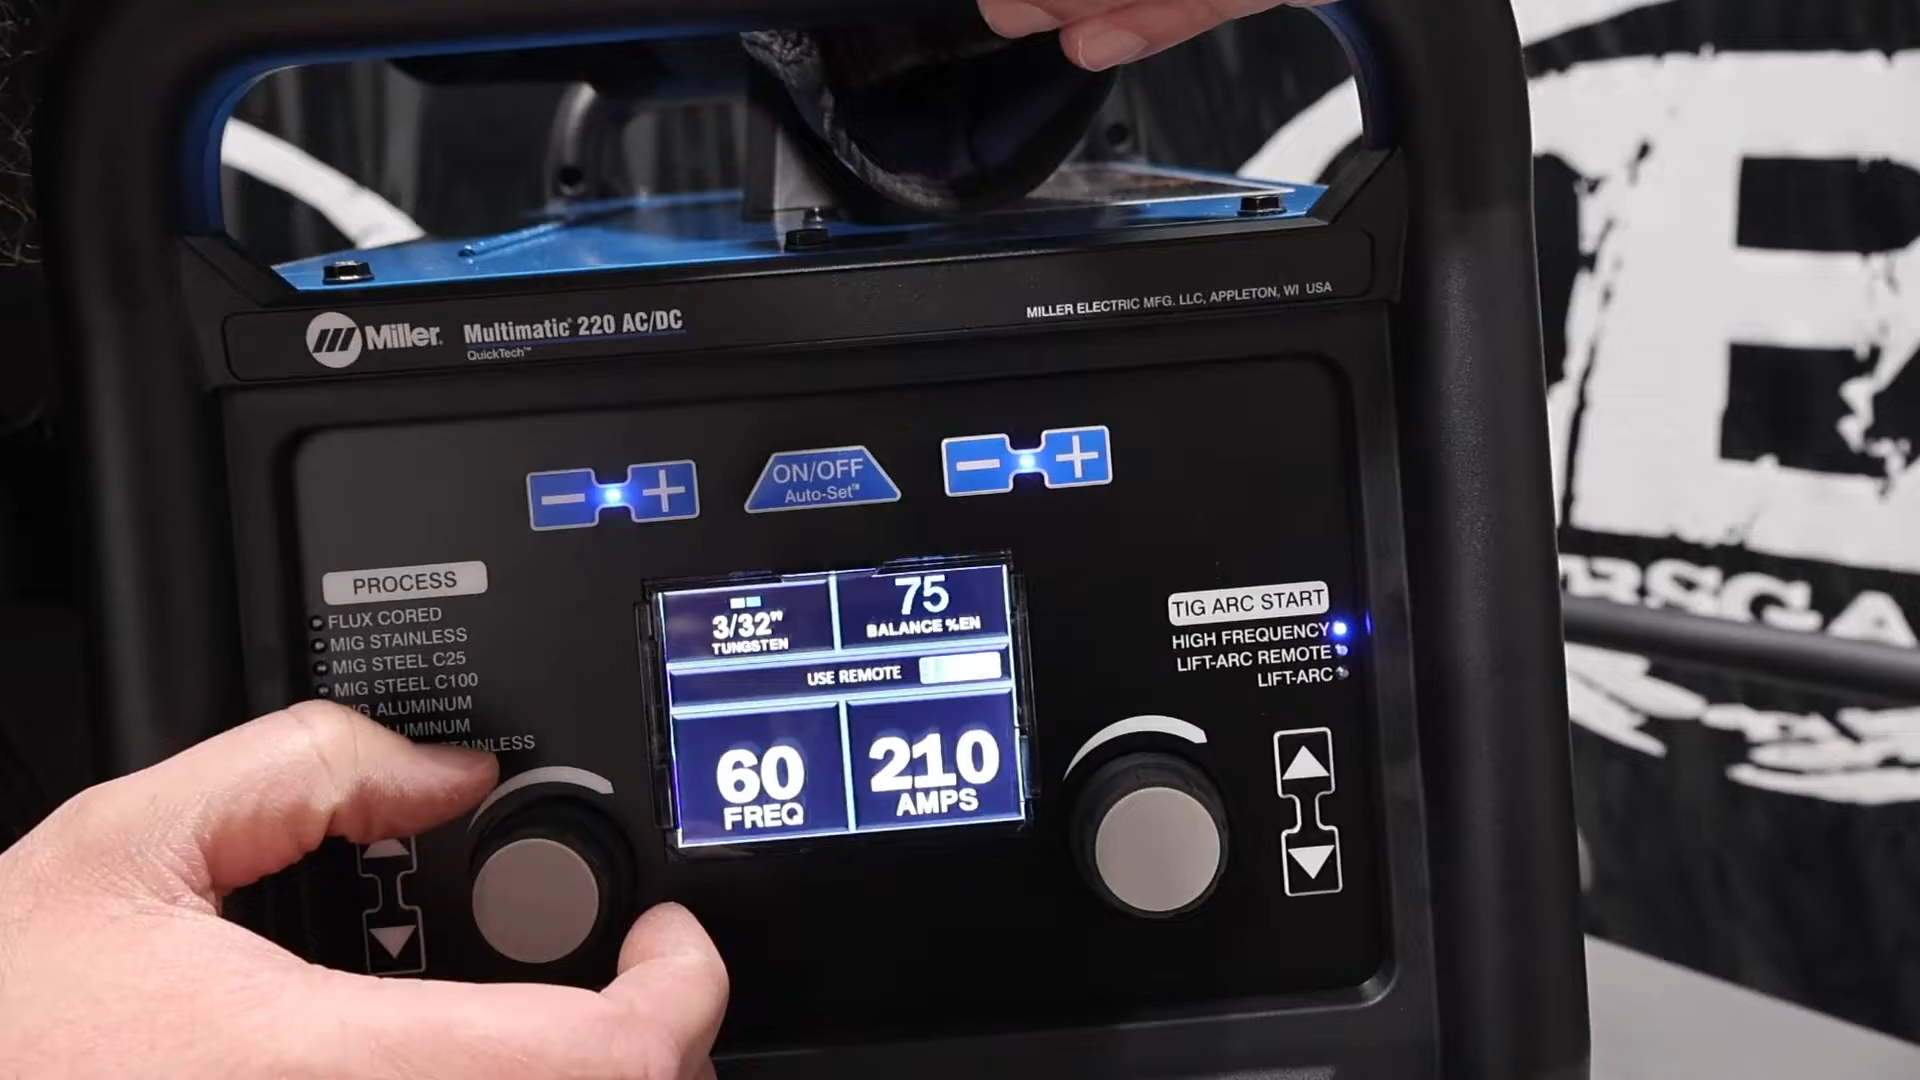 Miller® Multimatic® 220 AC/DC
QuickTech™
MILLER ELECTRIC MFG. LLC, APPLETON, WI USA
ON/OFF
Auto-Set™
PROCESS
FLUX CORED
MIG STAINLESS
MIG STEEL C25
MIG STEEL C100
ALUMINUM
3/32"
TUNGSTEN
75
BALANCE %EN
USE REMOTE
60
FREQ
210
AMPS
TIG ARC START
HIGH FREQUENCY
LIFT-ARC REMOTE
LIFT-ARC
B